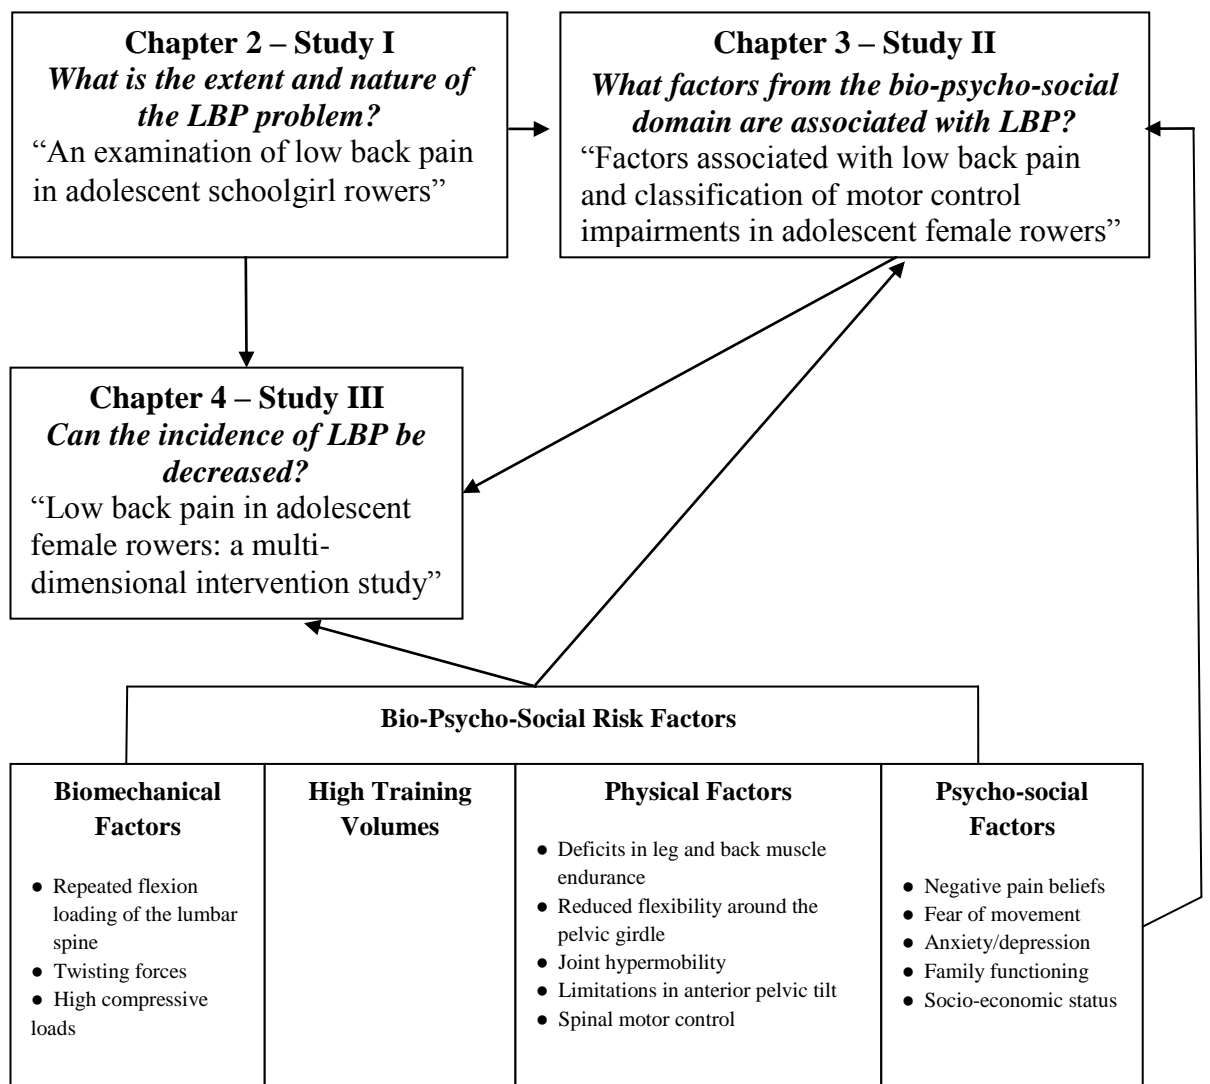 Chapter 2 – Study I
What is the extent and nature of
the LBP problem?
“An examination of low back pain
in adolescent schoolgirl rowers”
Chapter 3 – Study II
What factors from the bio-psycho-social
domain are associated with LBP?
“Factors associated with low back pain
and classification of motor control
impairments in adolescent female rowers”
Chapter 4 – Study III
Can the incidence of LBP be
decreased?
“Low back pain in adolescent
female rowers: a multi-
dimensional intervention study”
Bio-Psycho-Social Risk Factors
Biomechanical
Factors
● Repeated flexion
loading of the lumbar
spine
● Twisting forces
● High compressive
loads
High Training
Volumes
Physical Factors
● Deficits in leg and back muscle
endurance
● Reduced flexibility around the
pelvic girdle
● Joint hypermobility
● Limitations in anterior pelvic tilt
● Spinal motor control
Psycho-social
Factors
● Negative pain beliefs
● Fear of movement
● Anxiety/depression
● Family functioning
● Socio-economic status